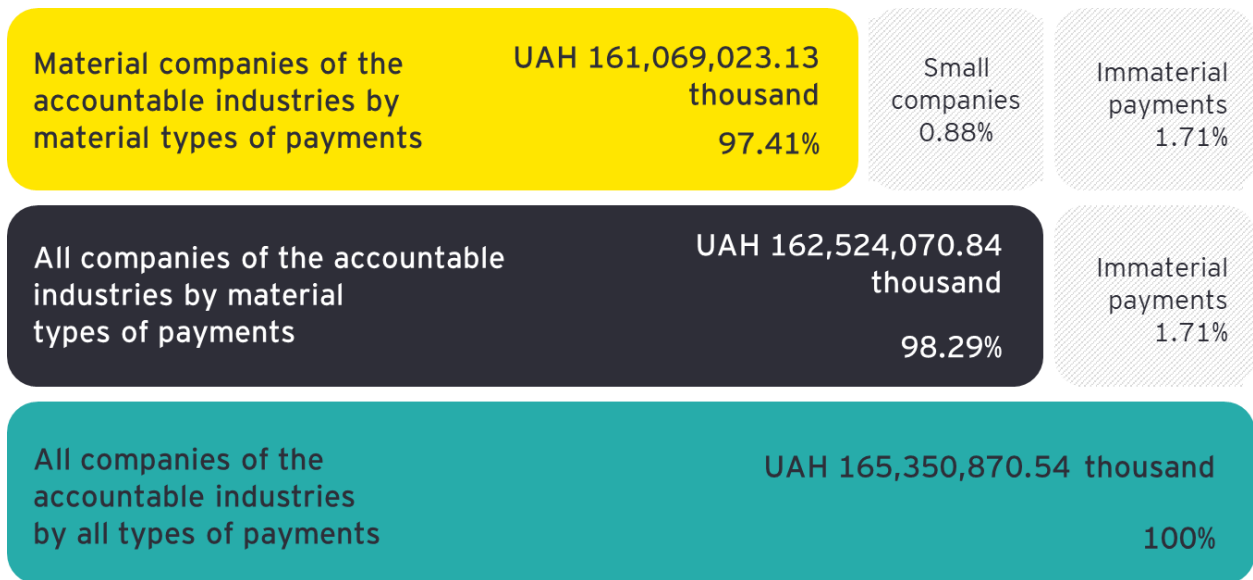 Material companies of the
accountable industries by
material types of payments
UAH 161,069,023.13
thousand
97.41%
Small
companies
0.88%
Immaterial
payments
1.71%
All companies of the accountable
industries by material
types of payments
UAH 162,524,070.84
thousand
98.29%
Immaterial
payments
1.71%
All companies of the
accountable industries
by all types of payments
UAH 165,350,870.54 thousand
100%